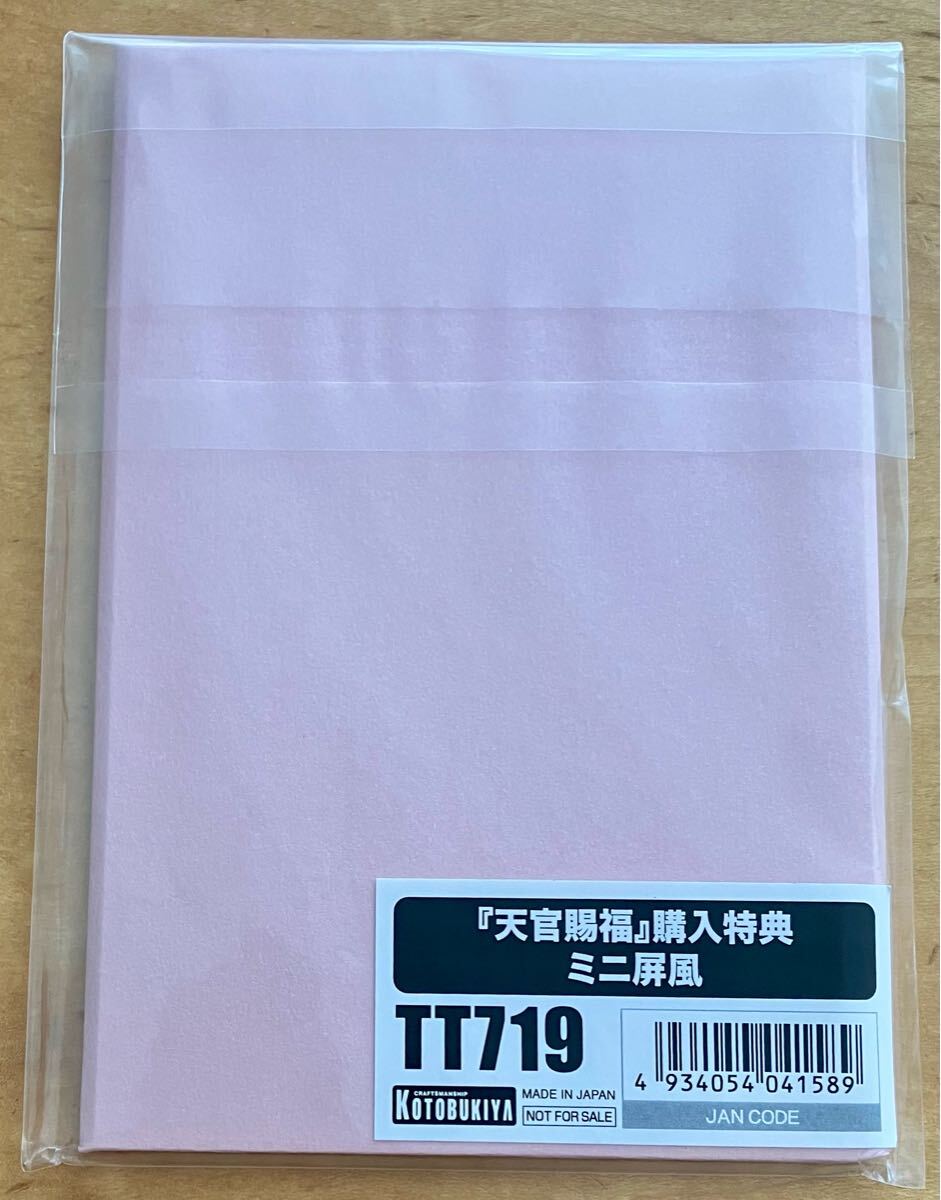 『天官賜福』購入特典
ミニ屏風
TT719
CRAFTSMANSHIP
KOTOBUKIYA
MADE IN JAPAN
NOT FOR SALE
4 934054 041589
JAN CODE